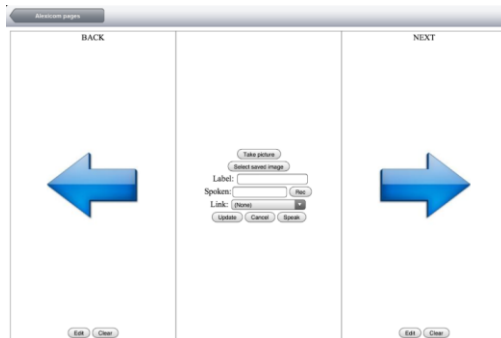 Alexicom pages
BACK
NEXT
Take picture
Select saved image
Label:
Spoken: Rec
Link: (None)
Update Cancel Speak
Edit Clear
Edit Clear